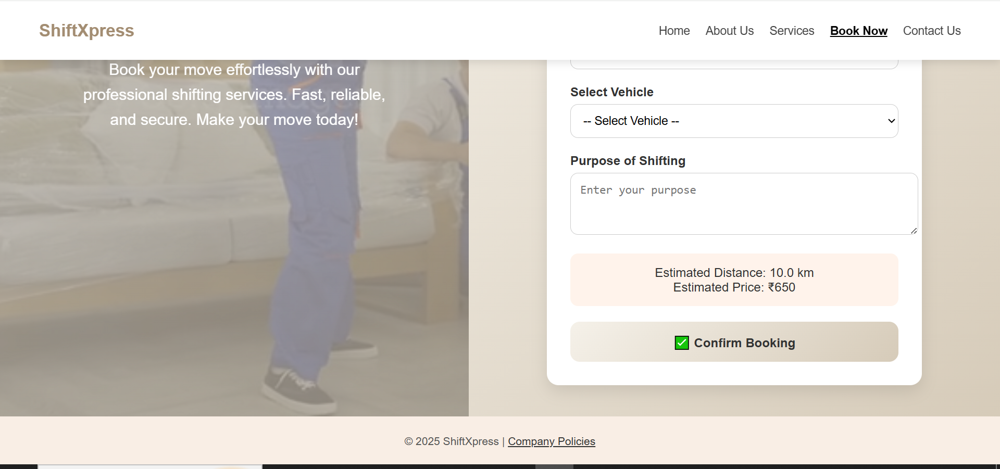 ShiftXpress
Home About Us Services Book Now Contact Us
Book your move effortlessly with our
professional shifting services. Fast, reliable,
and secure. Make your move today!
Select Vehicle
-- Select Vehicle --
Purpose of Shifting
Enter your purpose
Estimated Distance: 10.0 km
Estimated Price: ₹650
✅ Confirm Booking
© 2025 ShiftXpress | Company Policies